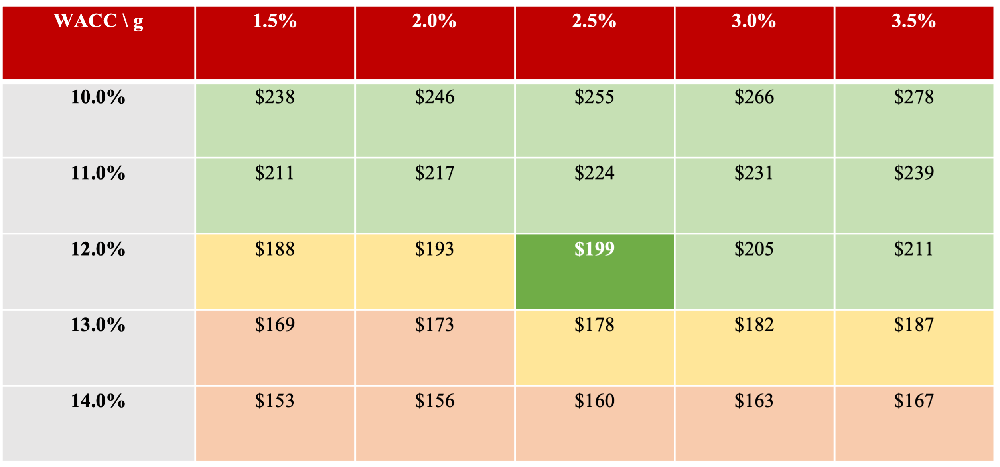 WACC \ g 1.5% 2.0% 2.5% 3.0% 3.5%
10.0% $238 $246 $255 $266 $278
11.0% $211 $217 $224 $231 $239
12.0% $188 $193 $199 $205 $211
13.0% $169 $173 $178 $182 $187
14.0% $153 $156 $160 $163 $167